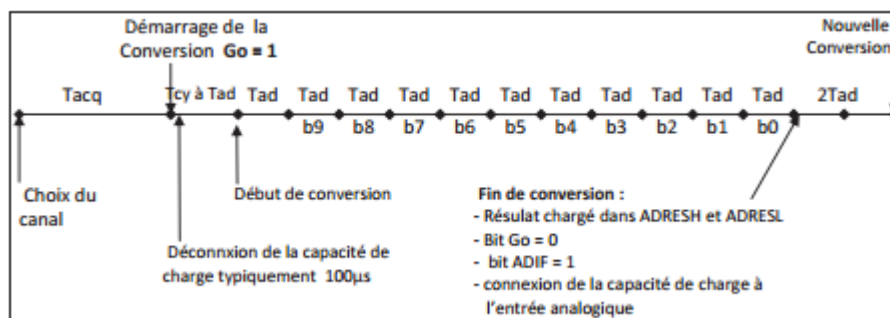 Démarrage de la
Conversion Go = 1
Nouvelle
Conversion
Tacq Tcy à Tad Tad Tad Tad Tad Tad Tad Tad Tad Tad Tad 2Tad
b9 b8 b7 b6 b5 b4 b3 b2 b1 b0
Choix du
canal
Début de conversion
Déconnxion de la capacité de
charge typiquement 100µs
Fin de conversion :
- Résulat chargé dans ADRESH et ADRESL
- Bit Go = 0
- bit ADIF = 1
- connexion de la capacité de charge à
l'entrée analogique